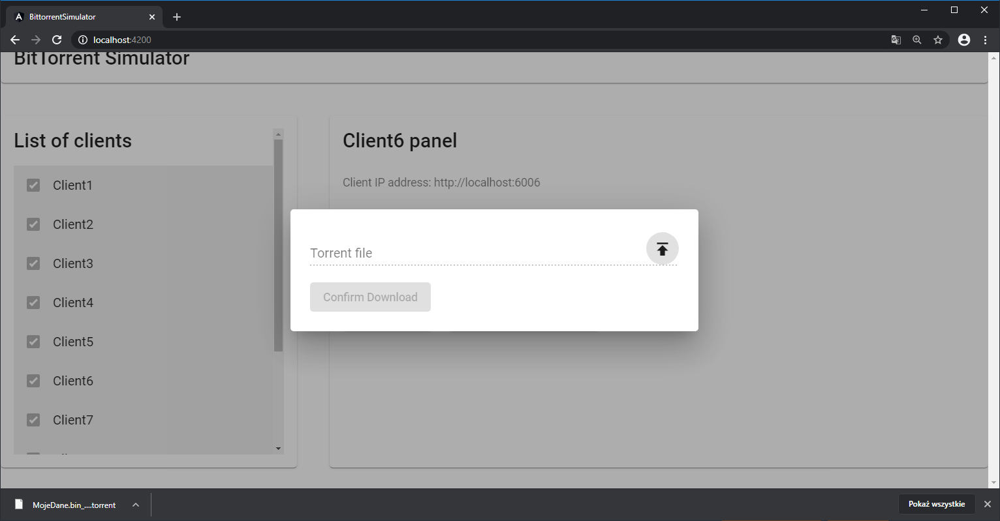 BittorrentSimulator
localhost:4200
BitTorrent Simulator
List of clients
Client1
Client2
Client3
Client4
Client5
Client6
Client7
Client6 panel
Client IP address: http://localhost:6006
Torrent file
Confirm Download
MojeDane.bin_....torrent
Pokaż wszystkie